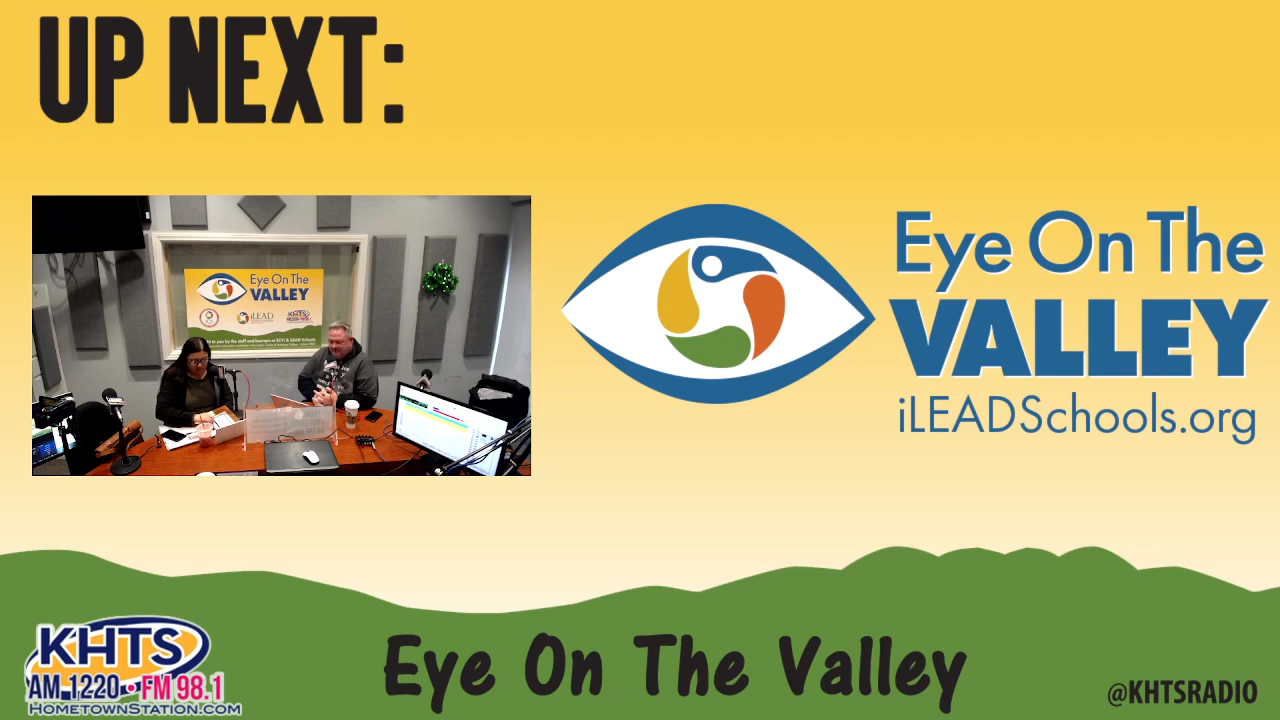 UP NEXT:
Eye On The
VALLEY
iLEADSchools.org
Eye On The
VALLEY
iLEAD
KHTS
Eye On The Valley
KHTS
AM 1220 • FM 98.1
HOMETOWNSTATION.COM
@KHTSRADIO